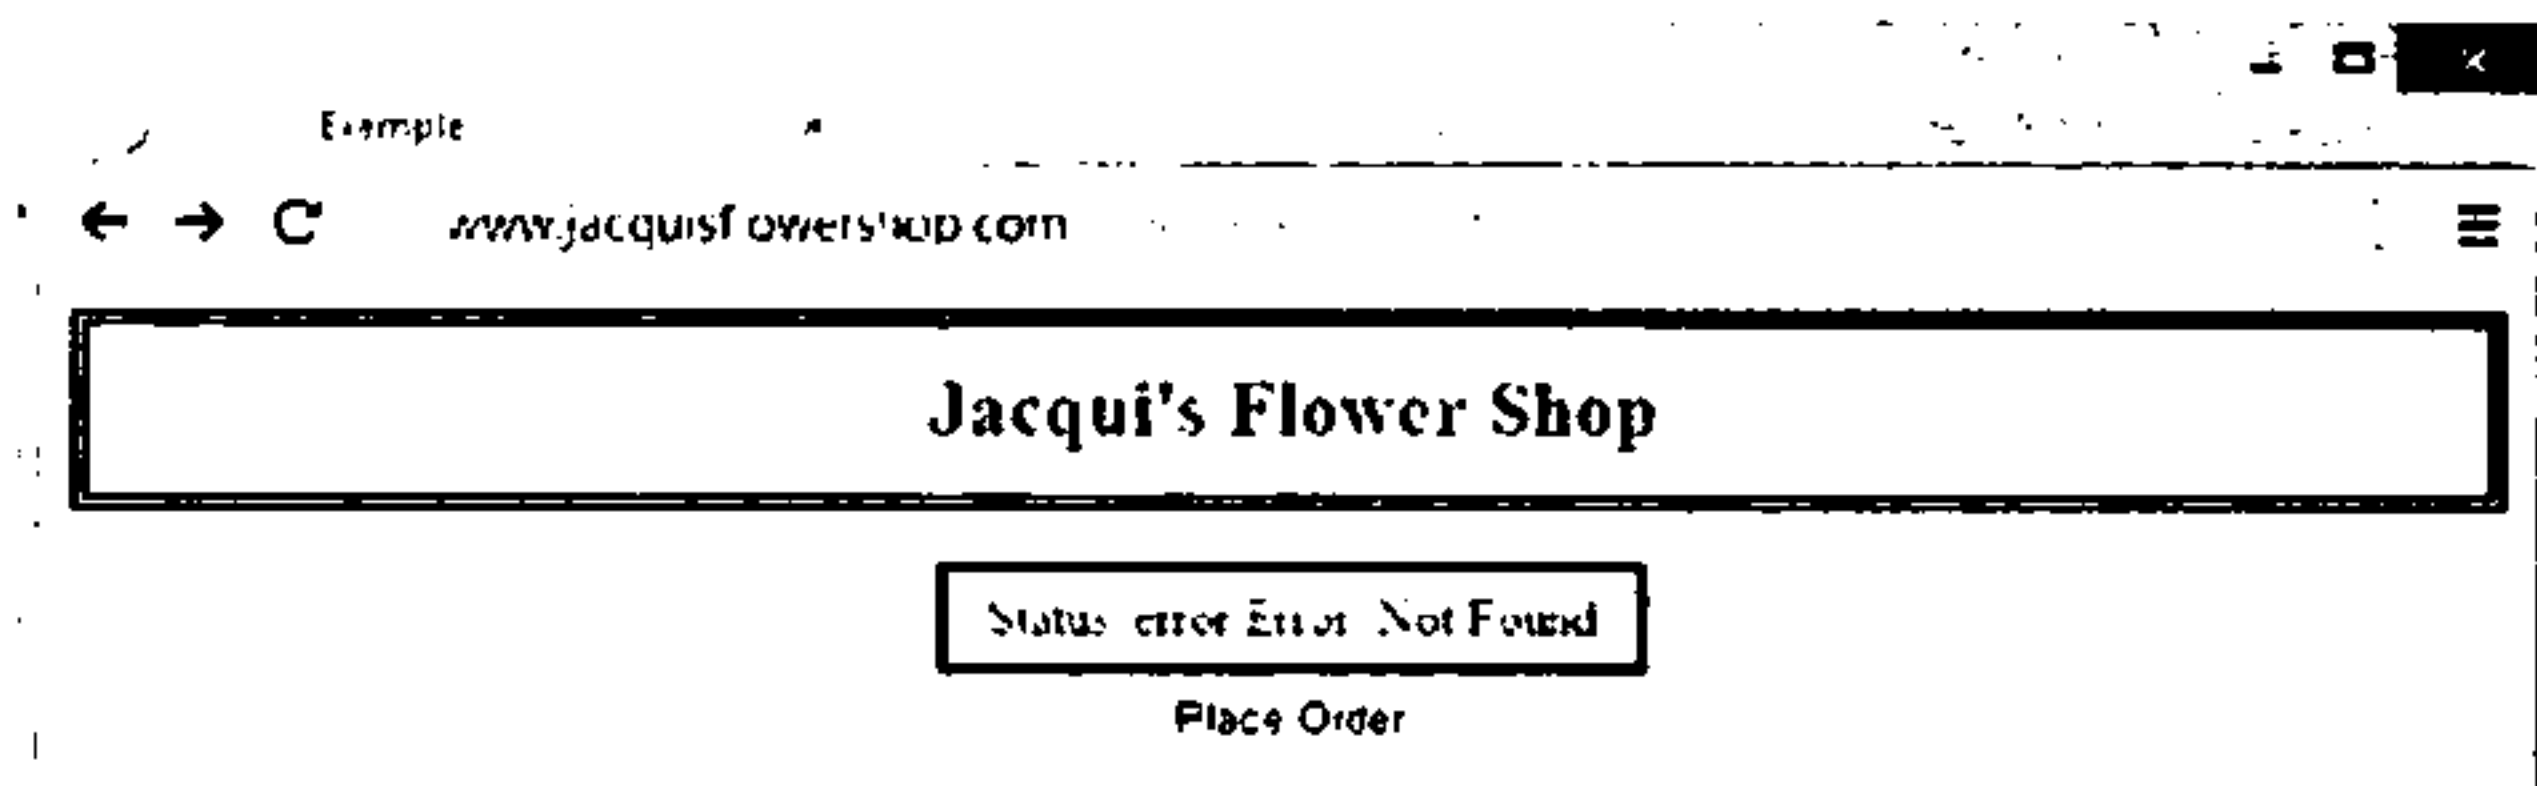 Example
www.jacquisflowershop.com
Jacqui's Flower Shop
Status error Error Not Found
Place Order